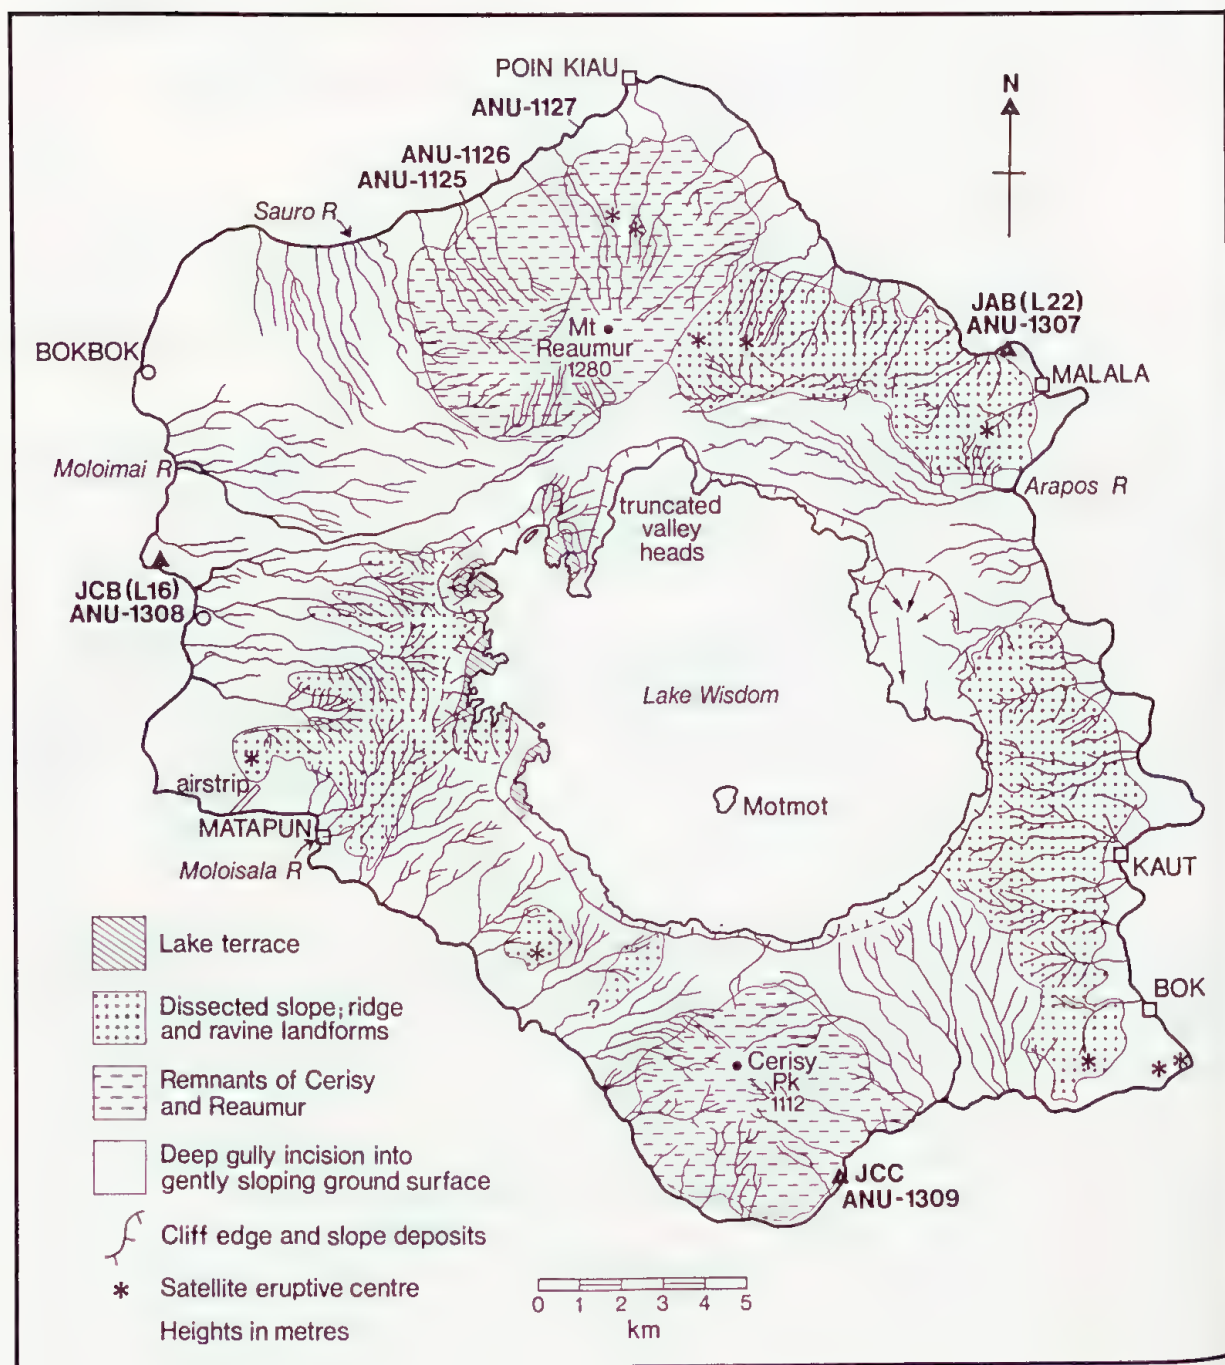 POIN KIAU
N
ANU-1127
ANU-1126
ANU-1125
Sauro R
JAB (L22)
ANU-1307
Mt
Reaumur
1280
BOKBOK
MALALA
Moloimai R
Arapos R
truncated
valley
heads
JCB (L16)
ANU-1308
Lake Wisdom
airstrip
Motmot
MATAPUN
Moloisala R
KAUT
BOK
?
Cerisy
Pk
1112
JCC
ANU-1309
Lake terrace
Dissected slope; ridge
and ravine landforms
Remnants of Cerisy
and Reaumur
Deep gully incision into
gently sloping ground surface
Cliff edge and slope deposits
Satellite eruptive centre
Heights in metres
0 1 2 3 4 5
km